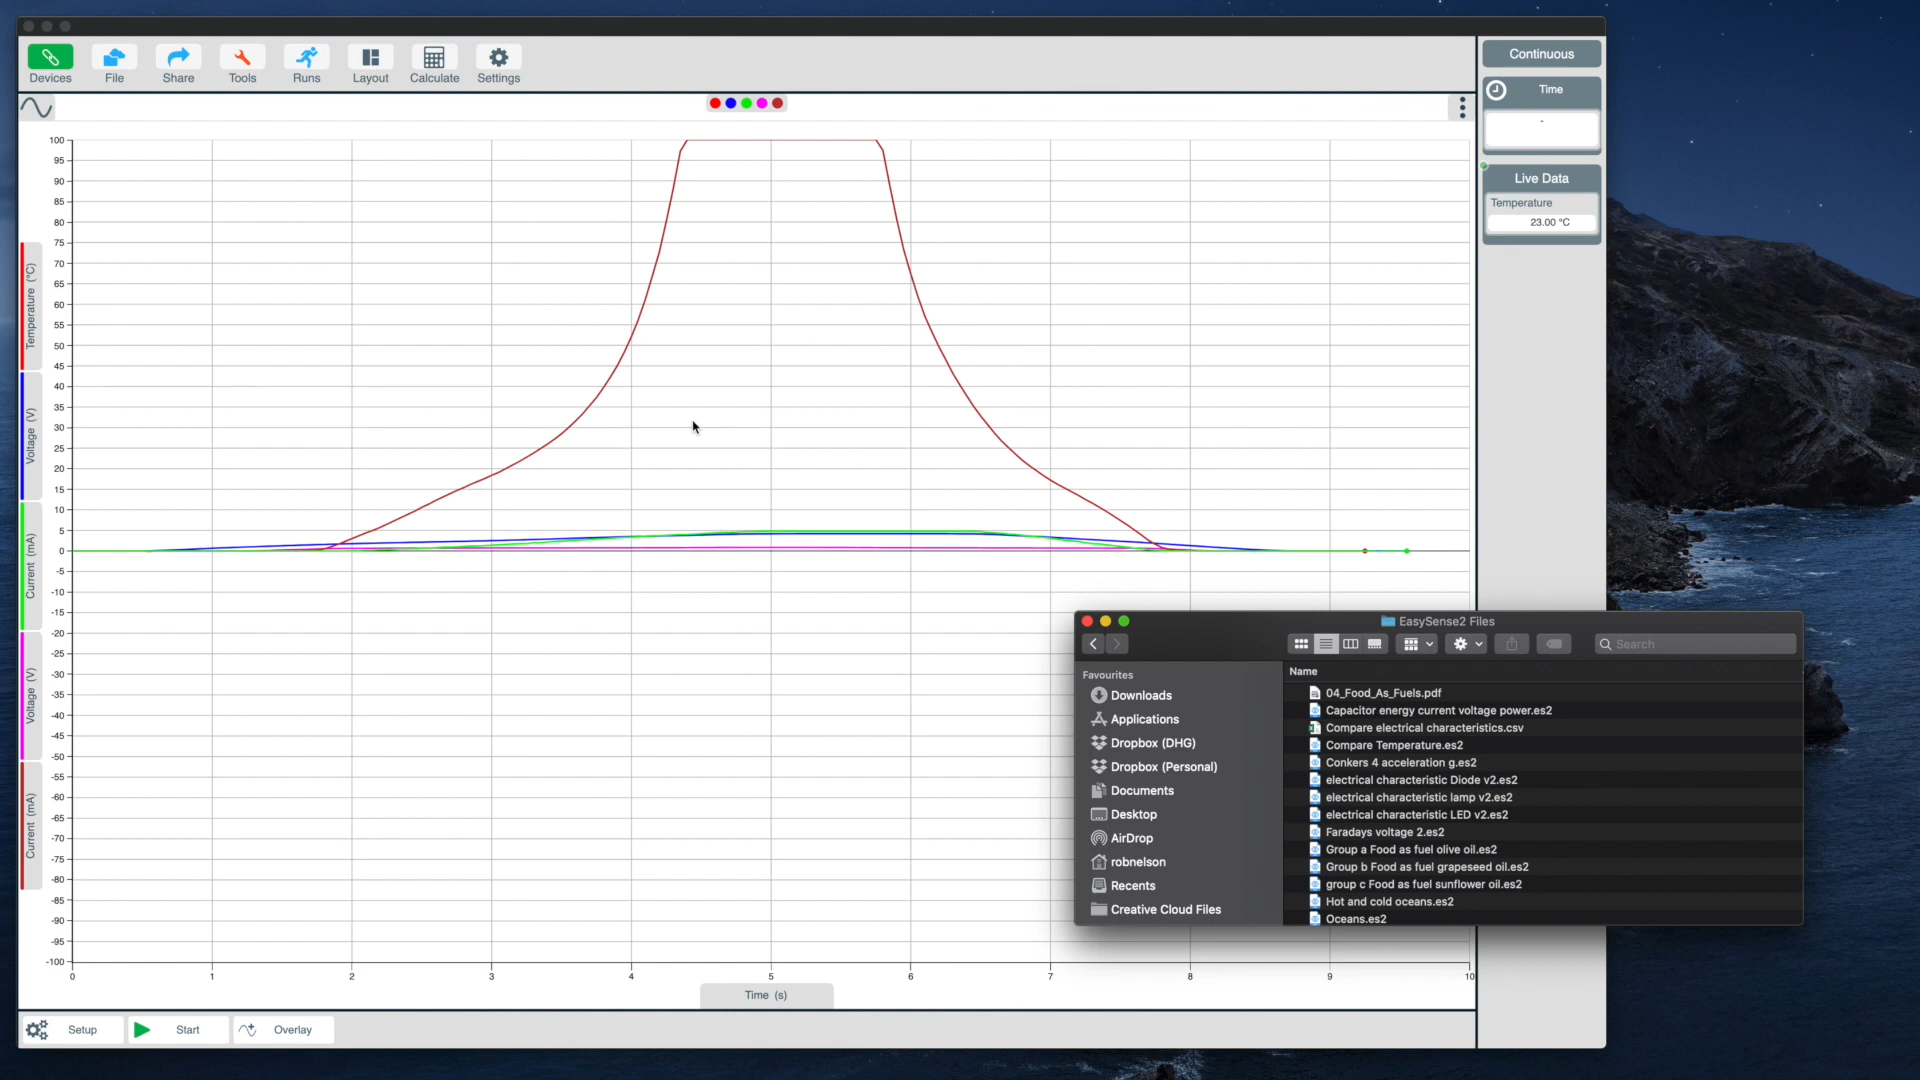 Devices File Share Tools Runs Layout Calculate Settings
Continuous
Time
-
Live Data
Temperature
23.00 °C
Temperature (°C)
Voltage (V)
Current (mA)
Voltage (V)
Current (mA)
100
95
90
85
80
75
70
65
60
55
50
45
40
35
30
25
20
15
10
5
0
-5
-10
-15
-20
-25
-30
-35
-40
-45
-50
-55
-60
-65
-70
-75
-80
-85
-90
-95
-100
0 1 2 3 4 5 6 7 8 9 10
Time (s)
Setup Start Overlay
EasySense2 Files
Search
Favourites
Downloads
Applications
Dropbox (DHG)
Dropbox (Personal)
Documents
Desktop
AirDrop
robnelson
Recents
Creative Cloud Files
Name
04_Food_As_Fuels.pdf
Capacitor energy current voltage power.es2
Compare electrical characteristics.csv
Compare Temperature.es2
Conkers 4 acceleration g.es2
electrical characteristic Diode v2.es2
electrical characteristic lamp v2.es2
electrical characteristic LED v2.es2
Faradays voltage 2.es2
Group a Food as fuel olive oil.es2
Group b Food as fuel grapeseed oil.es2
group c Food as fuel sunflower oil.es2
Hot and cold oceans.es2
Oceans.es2